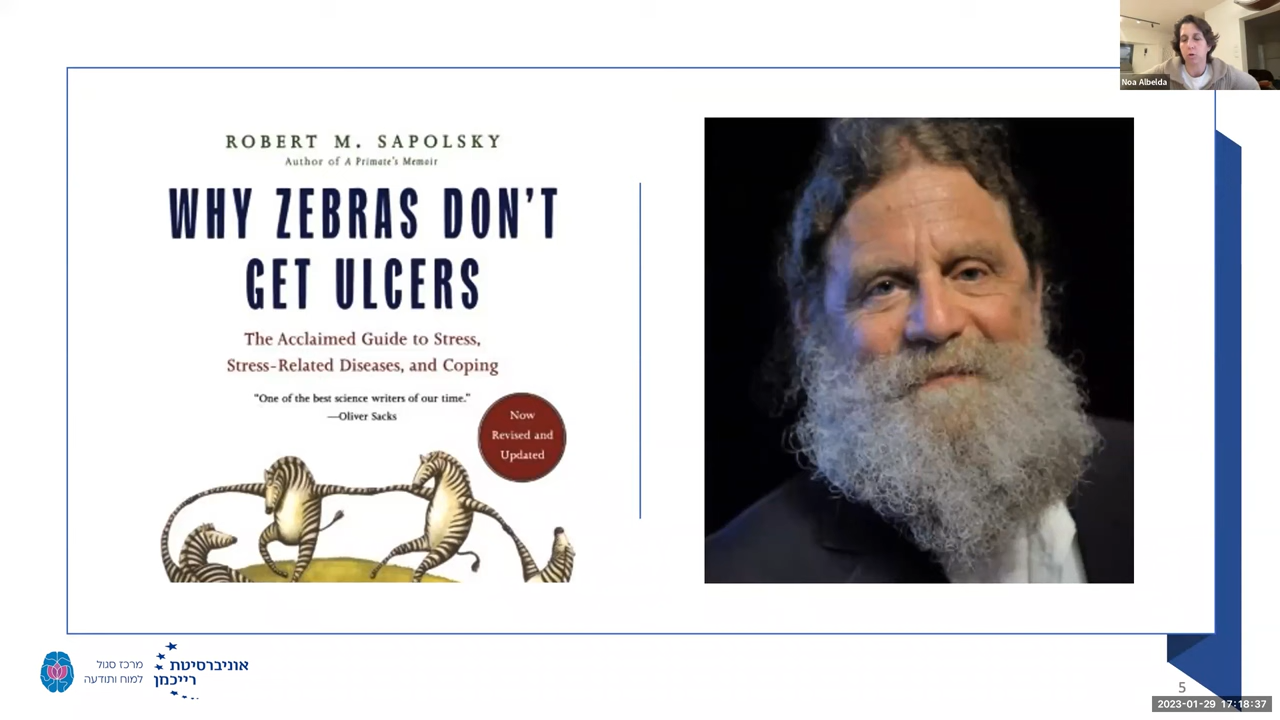 Noa Albelda
ROBERT M. SAPOLSKY
Author of A Primate's Memoir
WHY ZEBRAS DON'T
GET ULCERS
The Acclaimed Guide to Stress,
Stress-Related Diseases, and Coping
"One of the best science writers of our time."
—Oliver Sacks
Now
Revised and
Updated
מרכז סגול
למוח ותודעה
אוניברסיטת
רייכמן
5
2023-01-29 17:18:37